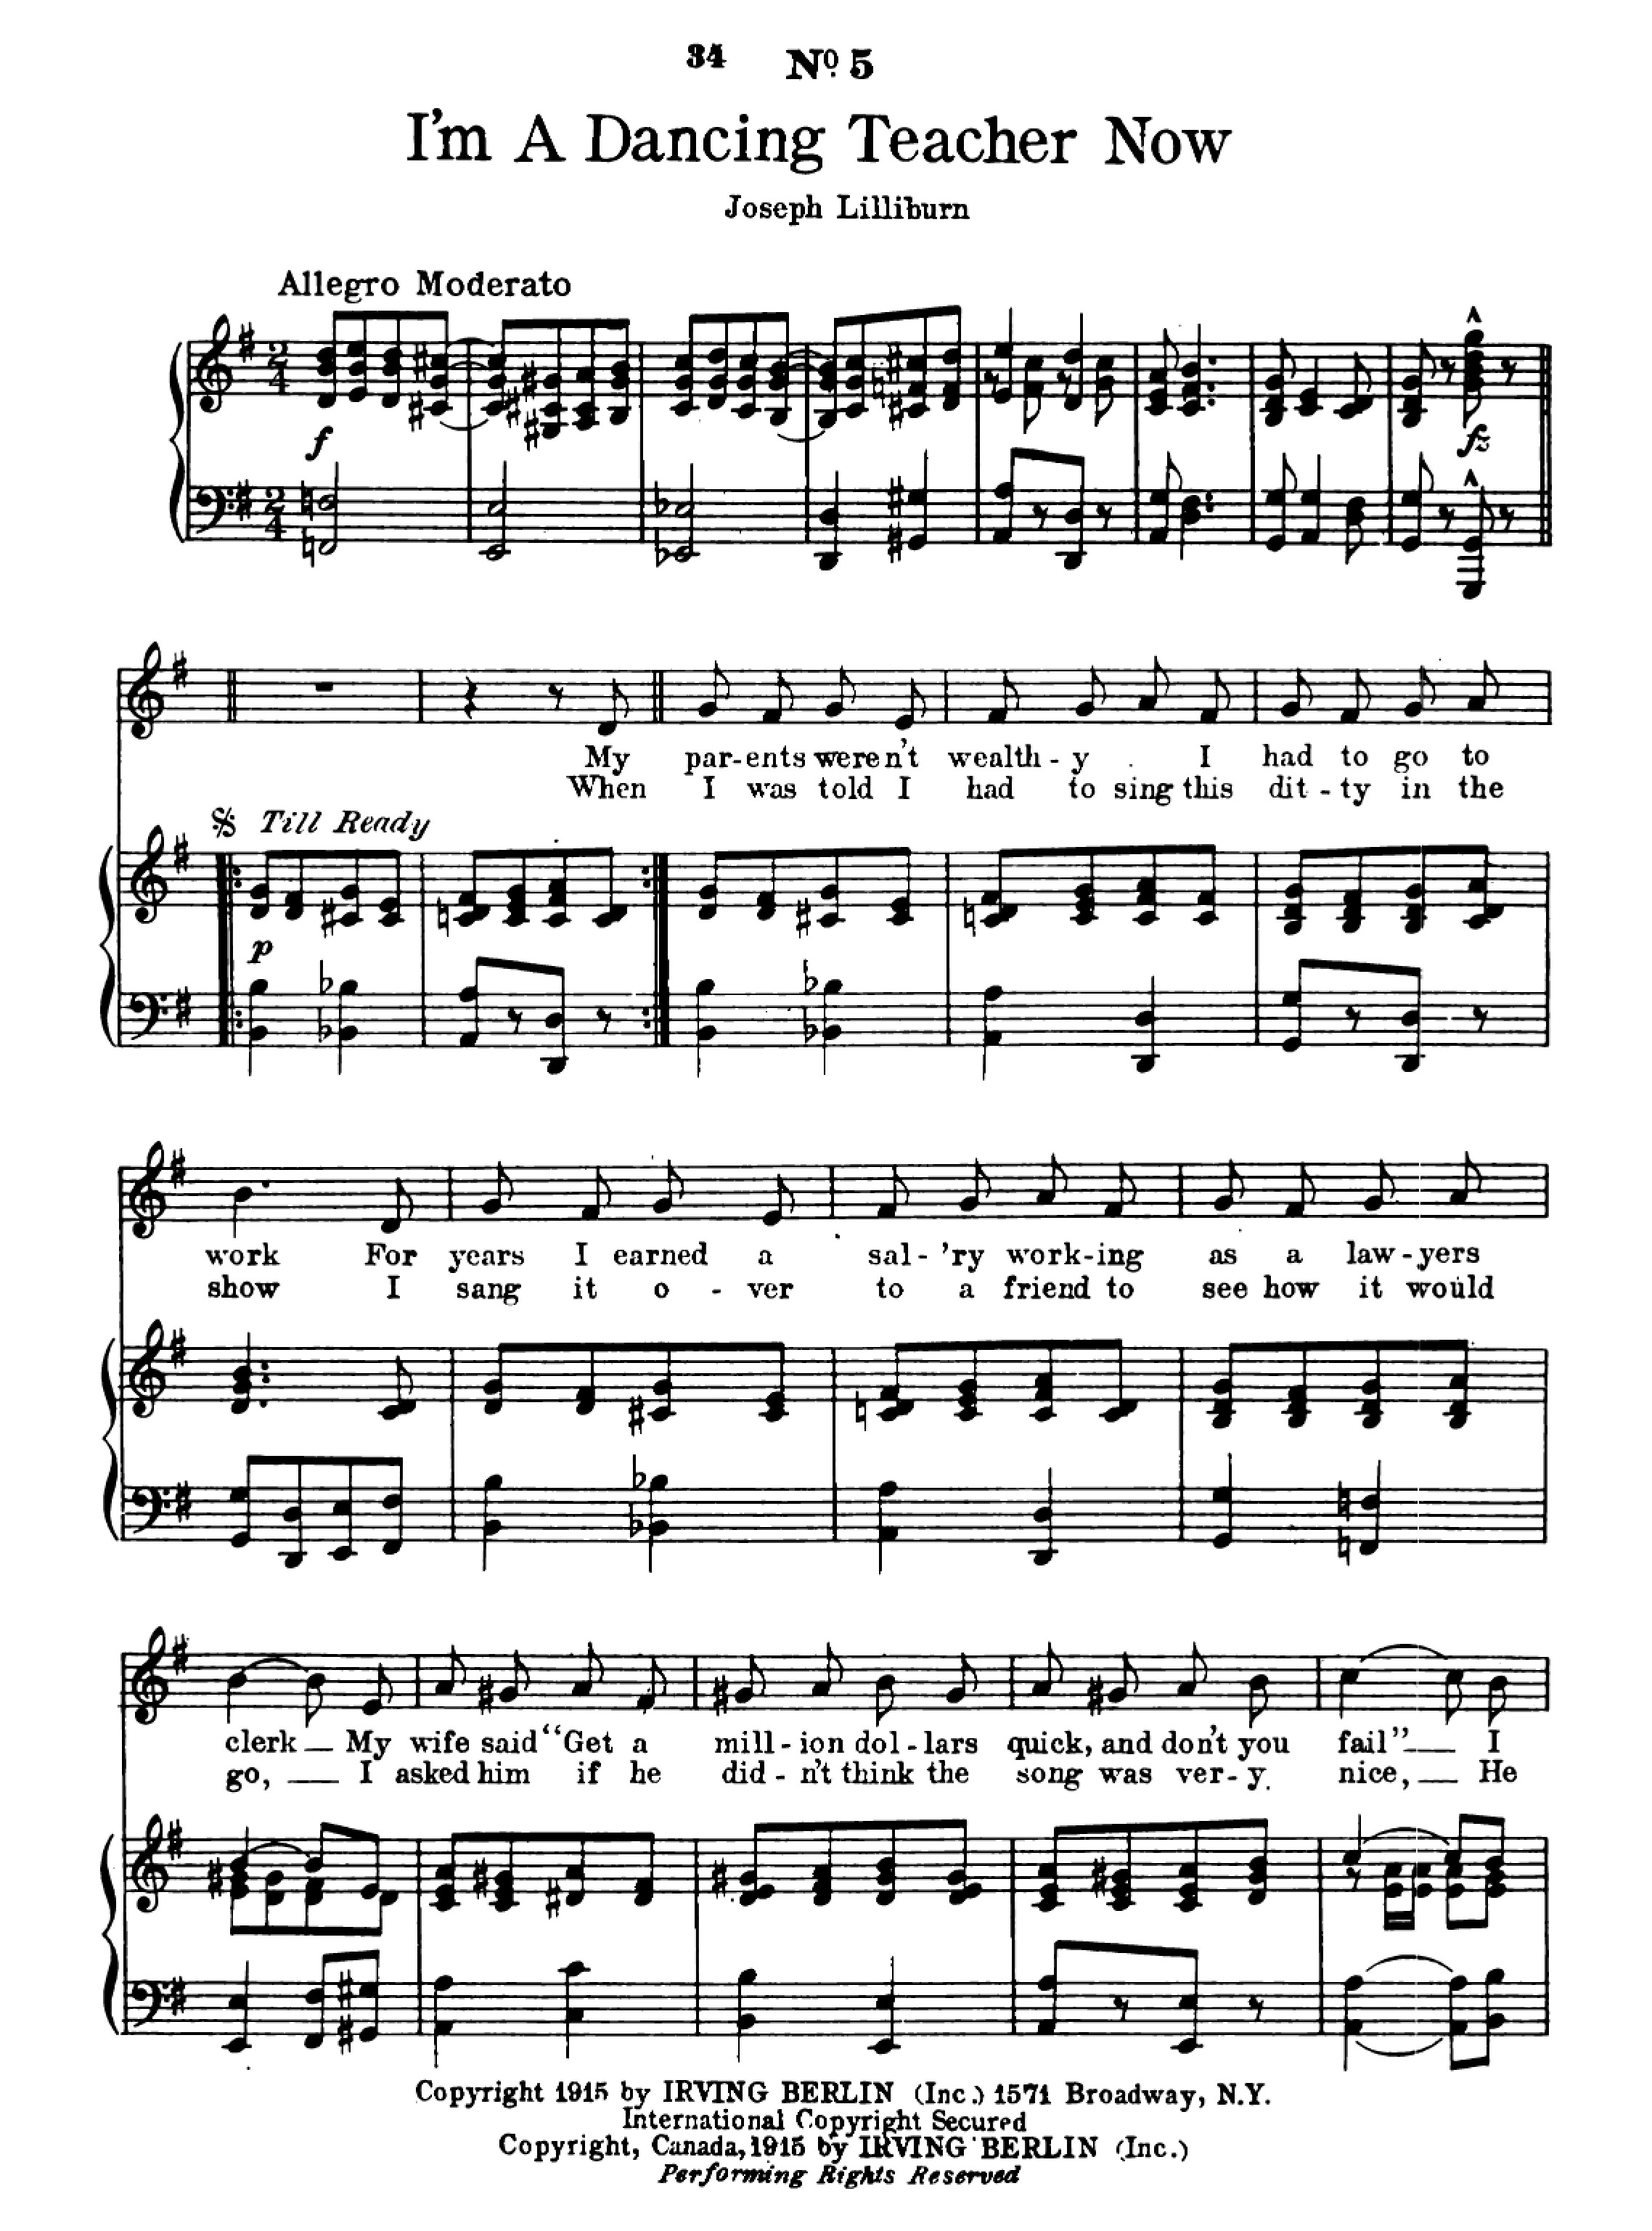 34 Nº 5
I'm A Dancing Teacher Now
Joseph Lilliburn
Allegro Moderato
f
fz
My par-ents weren't wealth-y I had to go to
When I was told I had to sing this dit-ty in the
Till Ready
p
work For years I earned a sal-'ry work-ing as a law-yers
show I sang it o-ver to a friend to see how it would
clerk My wife said "Get a mill-ion dol-lars quick, and don't you fail" I
go, I asked him if he did-n't think the song was ver-y nice, He
Copyright 1915 by IRVING BERLIN (Inc.) 1571 Broadway, N.Y.
International Copyright Secured
Copyright, Canada, 1915 by IRVING BERLIN (Inc.)
Performing Rights Reserved